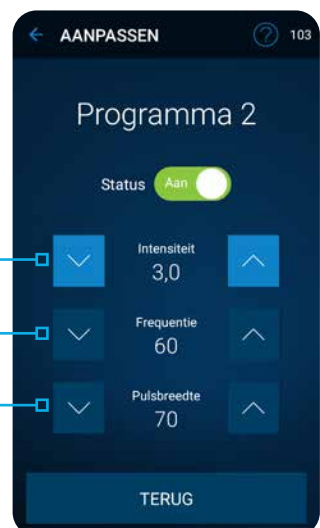 AANPASSEN
103
Programma 2
Status Aan
Intensiteit
3,0
Frequentie
60
Pulsbreedte
70
TERUG